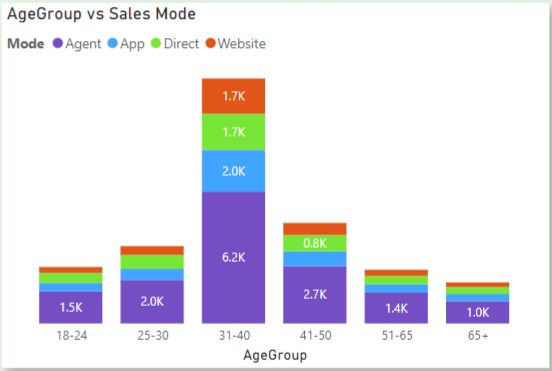 AgeGroup vs Sales Mode
Mode Agent App Direct Website
1.7K
1.7K
2.0K
6.2K
0.8K
1.5K 2.0K 2.7K 1.4K 1.0K
18-24 25-30 31-40 41-50 51-65 65+
AgeGroup